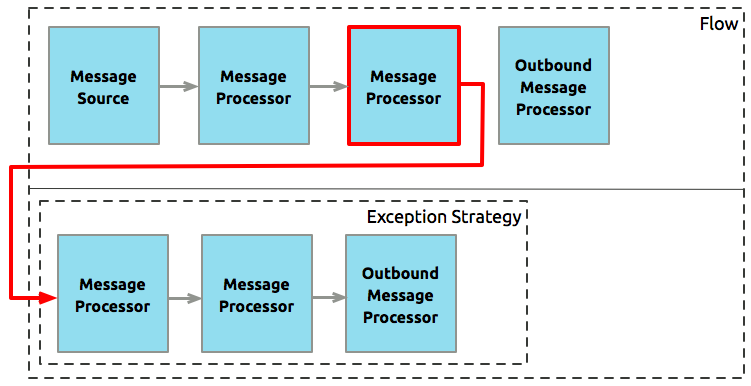 Flow
Message
Source
Message
Processor
Message
Processor
Outbound
Message
Processor
Exception Strategy
Message
Processor
Message
Processor
Outbound
Message
Processor